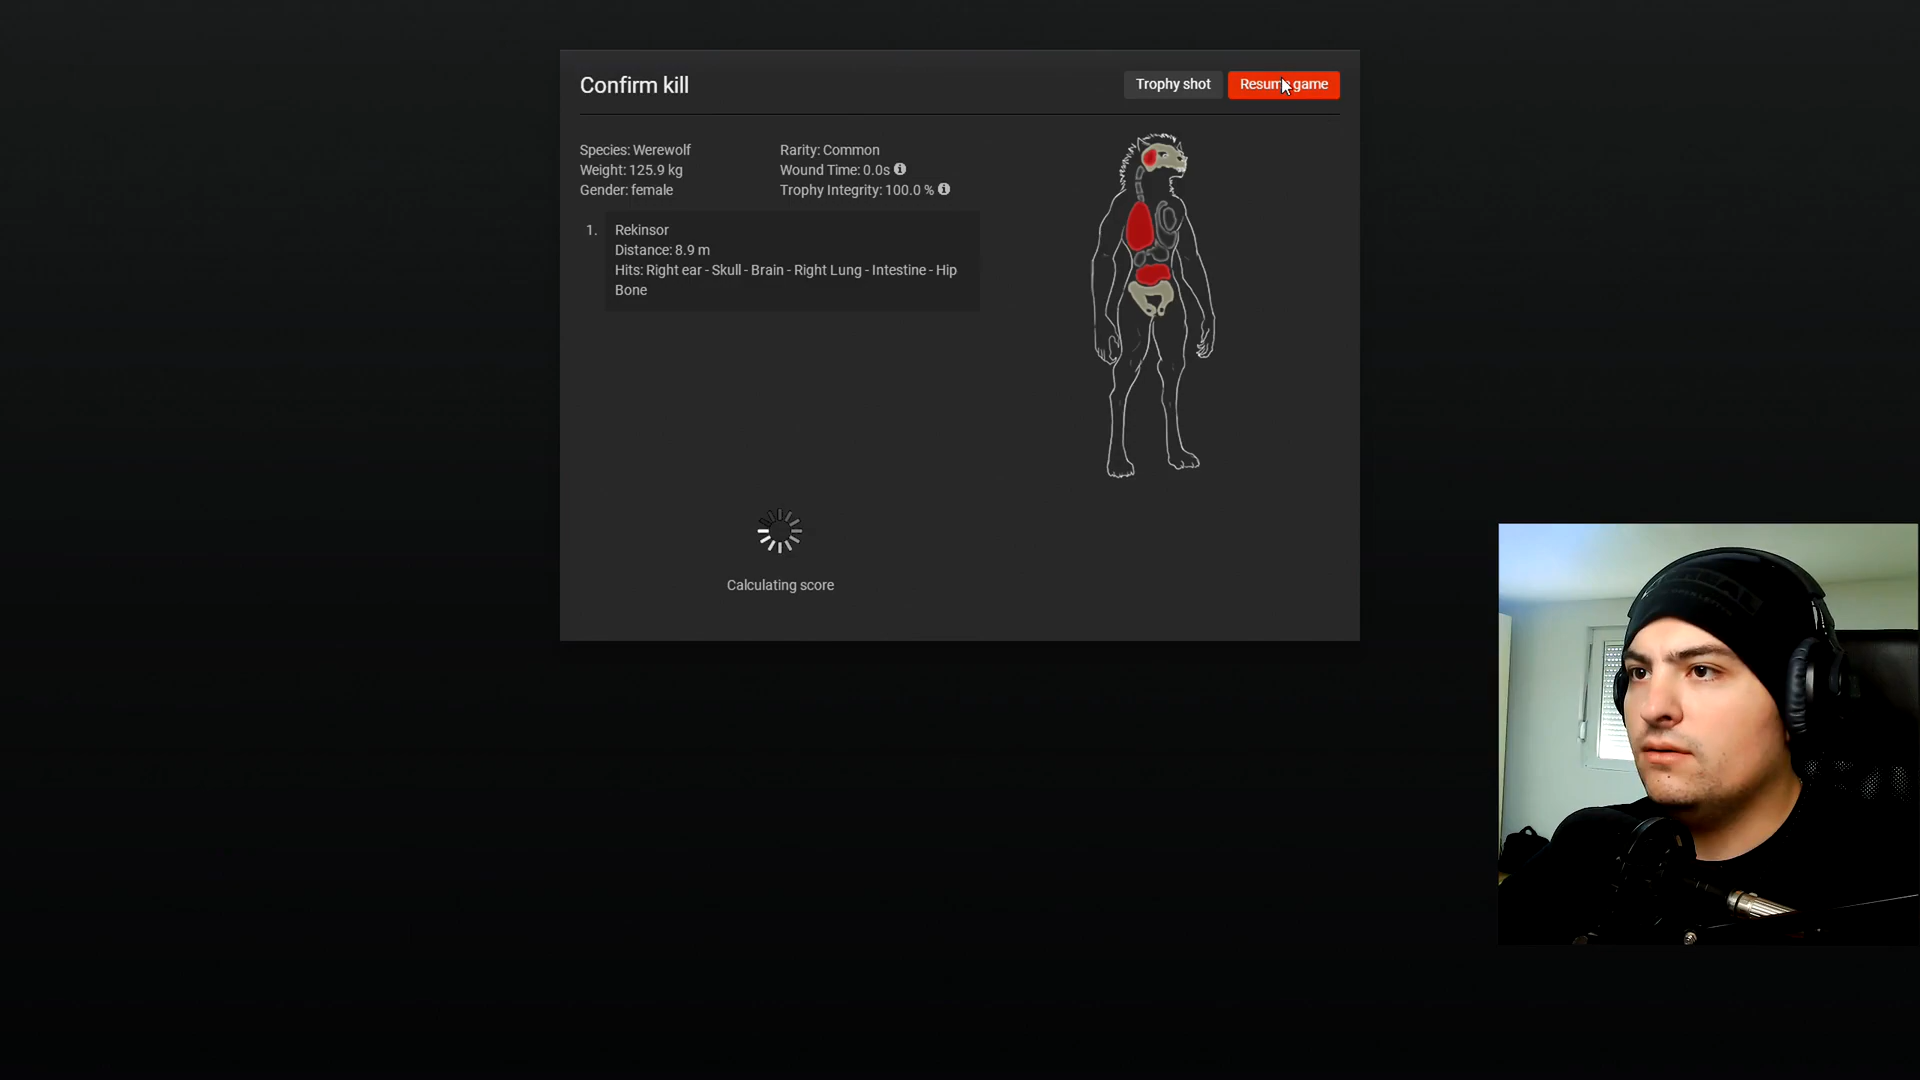 Confirm kill
Trophy shot
Resume game
Species: Werewolf
Weight: 125.9 kg
Gender: female
Rarity: Common
Wound Time: 0.0s
Trophy Integrity: 100.0 %
1.
Rekinsor
Distance: 8.9 m
Hits: Right ear - Skull - Brain - Right Lung - Intestine - Hip
Bone
Calculating score